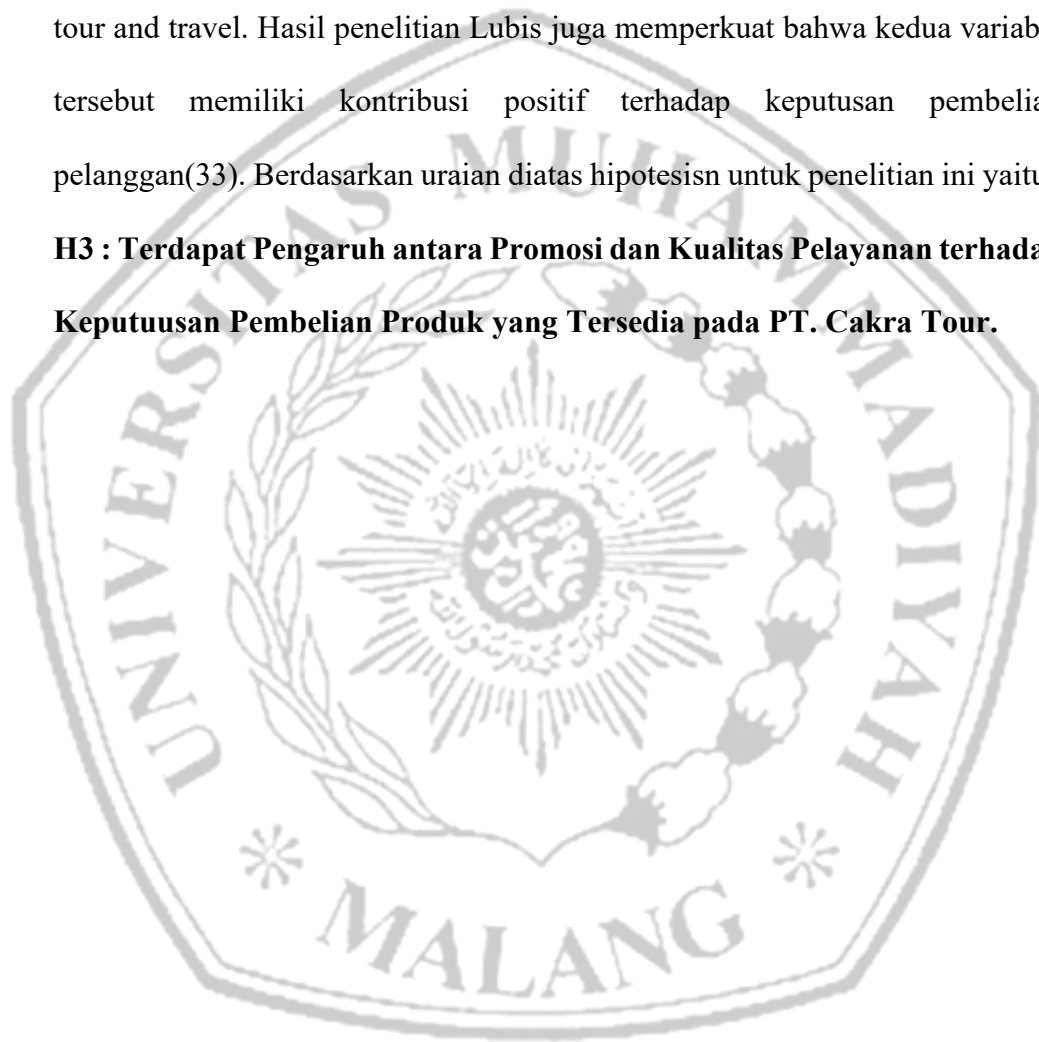 tour and travel. Hasil penelitian Lubis juga memperkuat bahwa kedua variab
tersebut memiliki kontribusi positif terhadap keputusan pembelia
pelanggan(33). Berdasarkan uraian diatas hipotesisn untuk penelitian ini yaitu
H3 : Terdapat Pengaruh antara Promosi dan Kualitas Pelayanan terhada
Keputuusan Pembelian Produk yang Tersedia pada PT. Cakra Tour.
UNIVERSITAS MUHAMMADIYAH
MALANG